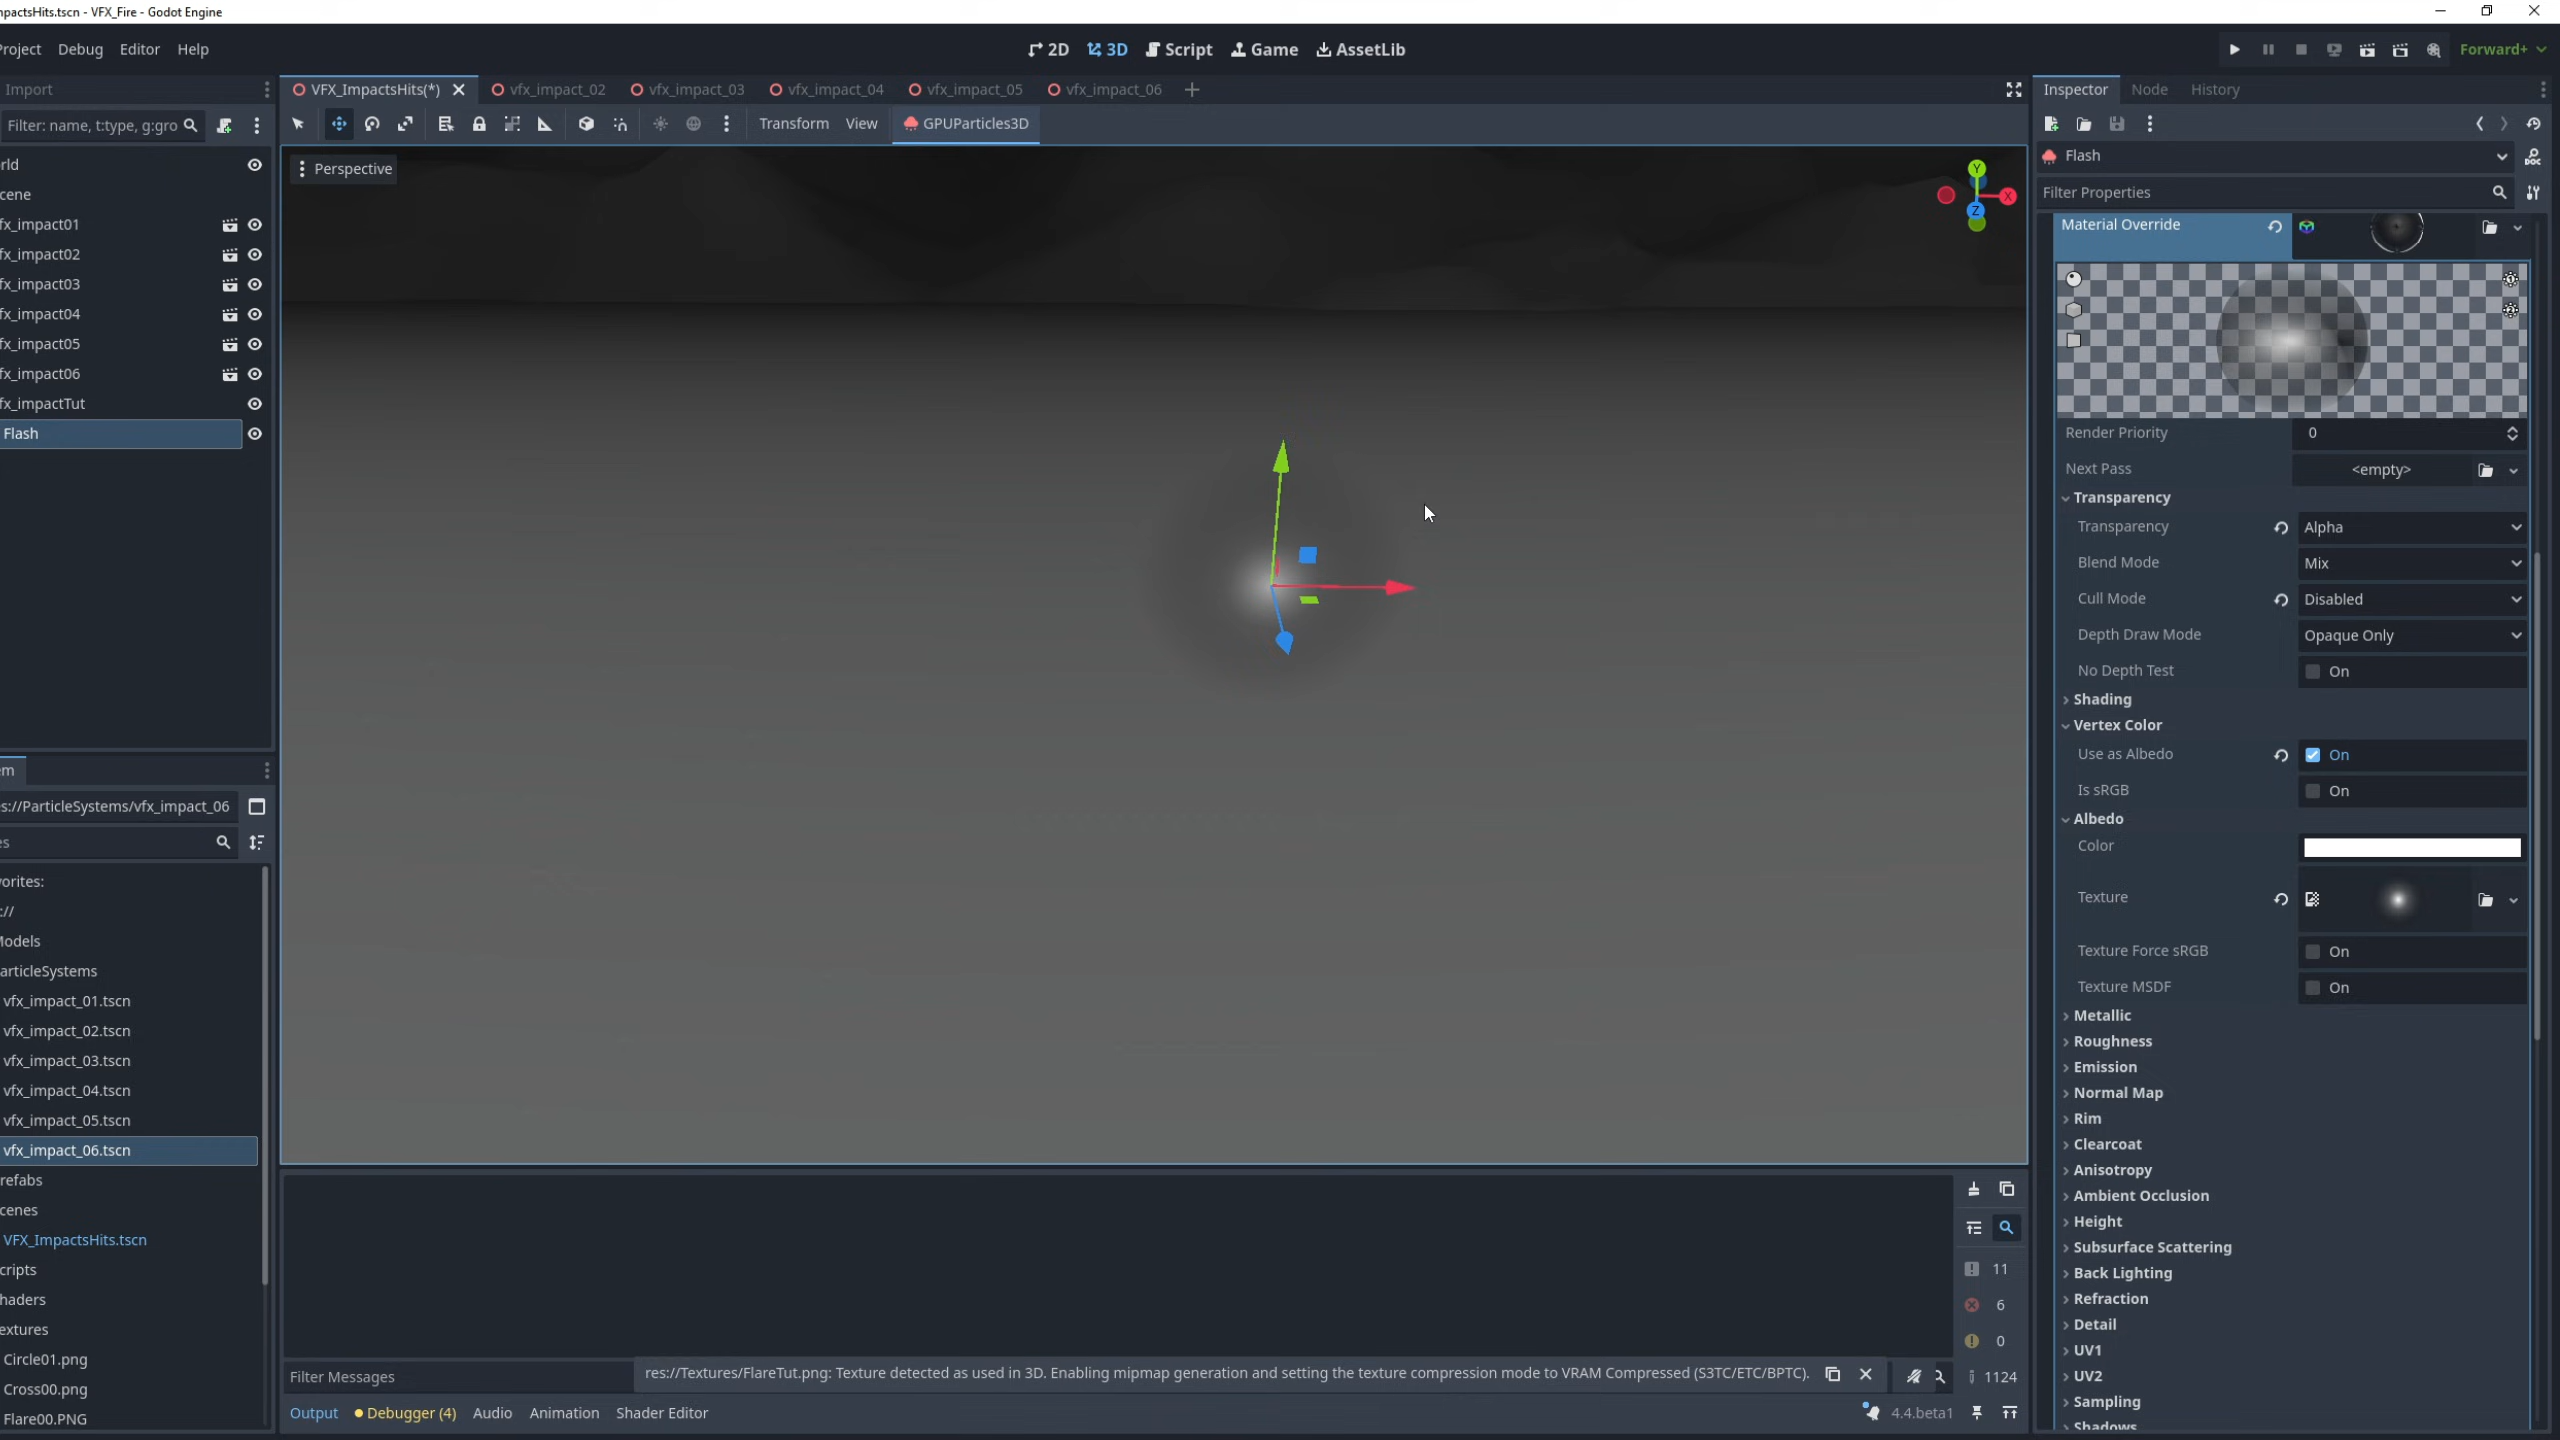 npactsHits.tscn - VFX_Fire - Godot Engine
Project Debug Editor Help
2D 3D Script Game AssetLib
Forward+
Import
VFX_ImpactsHits(*) vfx_impact_02 vfx_impact_03 vfx_impact_04 vfx_impact_05 vfx_impact_06
Inspector Node History
Filter: name, t:type, g:gro
Transform View GPUParticles3D
Perspective
Y
X
Z
rld
cene
fx_impact01
fx_impact02
fx_impact03
fx_impact04
fx_impact05
fx_impact06
fx_impactTut
Flash
em
es://ParticleSystems/vfx_impact_06
es
vorites:
://
Models
articleSystems
vfx_impact_01.tscn
vfx_impact_02.tscn
vfx_impact_03.tscn
vfx_impact_04.tscn
vfx_impact_05.tscn
vfx_impact_06.tscn
refabs
cenes
VFX_ImpactsHits.tscn
cripts
haders
extures
Circle01.png
Cross00.png
Flare00.PNG
11
6
0
1124
Filter Messages
res://Textures/FlareTut.png: Texture detected as used in 3D. Enabling mipmap generation and setting the texture compression mode to VRAM Compressed (S3TC/ETC/BPTC).
Output Debugger (4) Audio Animation Shader Editor
4.4.beta1
Flash
DOC
Filter Properties
Material Override
Render Priority 0
Next Pass <empty>
Transparency
Transparency Alpha
Blend Mode Mix
Cull Mode Disabled
Depth Draw Mode Opaque Only
No Depth Test On
Shading
Vertex Color
Use as Albedo On
Is sRGB On
Albedo
Color
Texture
Texture Force sRGB On
Texture MSDF On
Metallic
Roughness
Emission
Normal Map
Rim
Clearcoat
Anisotropy
Ambient Occlusion
Height
Subsurface Scattering
Back Lighting
Refraction
Detail
UV1
UV2
Sampling
Shadows